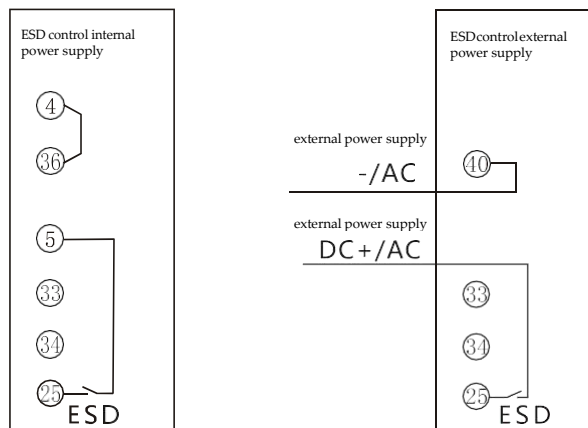 ESD control internal
power supply
4
36
5
33
34
25
ESD
ESDcontrolexternal
power supply
external power supply
-/AC
40
external power supply
DC+/AC
33
34
25
ESD